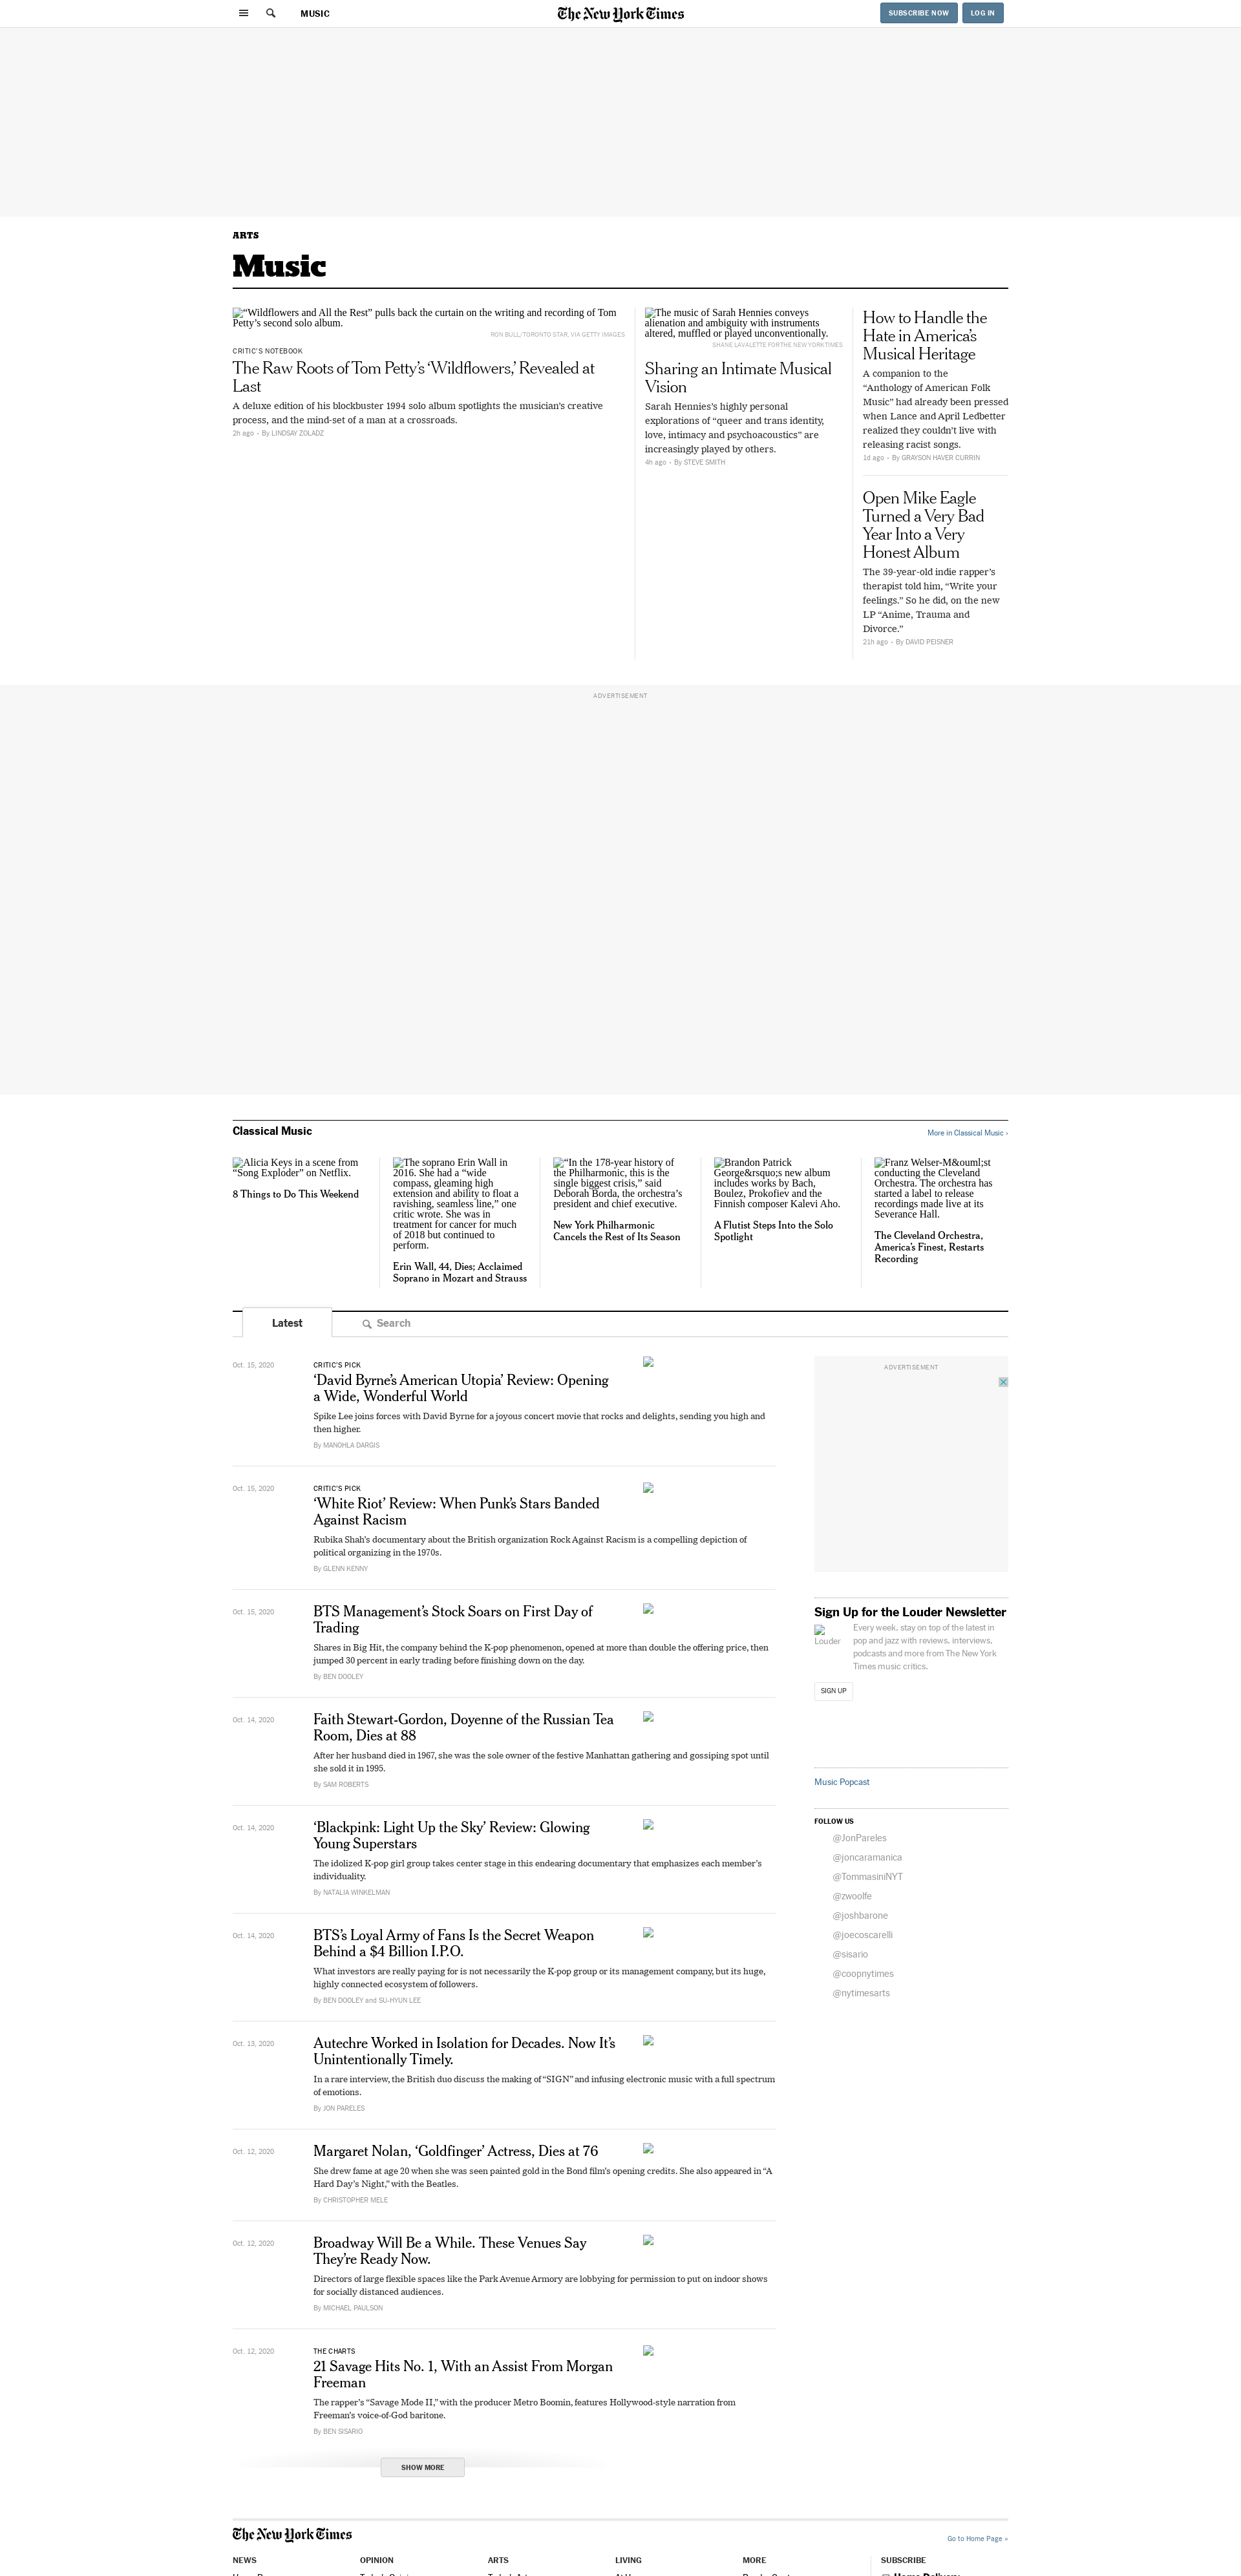 MUSIC
The New York Times
SUBSCRIBE NOW
LOG IN
ARTS
Music
“Wildflowers and All the Rest” pulls back the curtain on the writing and recording of Tom
Petty’s second solo album.
RON BULL/TORONTO STAR, VIA GETTY IMAGES
CRITIC’S NOTEBOOK
The Raw Roots of Tom Petty’s ‘Wildflowers,’ Revealed at
Last
A deluxe edition of his blockbuster 1994 solo album spotlights the musician’s creative
process, and the mind-set of a man at a crossroads.
2h ago • By LINDSAY ZOLADZ
The music of Sarah Hennies conveys
alienation and ambiguity with instruments
altered, muffled or played unconventionally.
SHANE LAVALETTE FOR THE NEW YORK TIMES
Sharing an Intimate Musical
Vision
Sarah Hennies’s highly personal
explorations of “queer and trans identity,
love, intimacy and psychoacoustics” are
increasingly played by others.
4h ago • By STEVE SMITH
How to Handle the
Hate in America’s
Musical Heritage
A companion to the
“Anthology of American Folk
Music” had already been pressed
when Lance and April Ledbetter
realized they couldn’t live with
releasing racist songs.
1d ago • By GRAYSON HAVER CURRIN
Open Mike Eagle
Turned a Very Bad
Year Into a Very
Honest Album
The 39-year-old indie rapper’s
therapist told him, “Write your
feelings.” So he did, on the new
LP “Anime, Trauma and
Divorce.”
21h ago • By DAVID PEISNER
ADVERTISEMENT
Classical Music
More in Classical Music ›
Alicia Keys in a scene from
“Song Exploder” on Netflix.
8 Things to Do This Weekend
The soprano Erin Wall in
2016. She had a “wide
compass, gleaming high
extension and ability to float a
ravishing, seamless line,” one
critic wrote. She was in
treatment for cancer for much
of 2018 but continued to
perform.
Erin Wall, 44, Dies; Acclaimed
Soprano in Mozart and Strauss
“In the 178-year history of
the Philharmonic, this is the
single biggest crisis,” said
Deborah Borda, the orchestra’s
president and chief executive.
New York Philharmonic
Cancels the Rest of Its Season
Brandon Patrick
George&rsquo;s new album
includes works by Bach,
Boulez, Prokofiev and the
Finnish composer Kalevi Aho.
A Flutist Steps Into the Solo
Spotlight
Franz Welser-M&ouml;st
conducting the Cleveland
Orchestra. The orchestra has
started a label to release
recordings made live at its
Severance Hall.
The Cleveland Orchestra,
America’s Finest, Restarts
Recording
Latest
Search
Oct. 15, 2020
CRITIC’S PICK
‘David Byrne’s American Utopia’ Review: Opening
a Wide, Wonderful World
Spike Lee joins forces with David Byrne for a joyous concert movie that rocks and delights, sending you high and
then higher.
By MANOHLA DARGIS
Oct. 15, 2020
CRITIC’S PICK
‘White Riot’ Review: When Punk’s Stars Banded
Against Racism
Rubika Shah’s documentary about the British organization Rock Against Racism is a compelling depiction of
political organizing in the 1970s.
By GLENN KENNY
Oct. 15, 2020
BTS Management’s Stock Soars on First Day of
Trading
Shares in Big Hit, the company behind the K-pop phenomenon, opened at more than double the offering price, then
jumped 30 percent in early trading before finishing down on the day.
By BEN DOOLEY
Oct. 14, 2020
Faith Stewart-Gordon, Doyenne of the Russian Tea
Room, Dies at 88
After her husband died in 1967, she was the sole owner of the festive Manhattan gathering and gossiping spot until
she sold it in 1995.
By SAM ROBERTS
Oct. 14, 2020
‘Blackpink: Light Up the Sky’ Review: Glowing
Young Superstars
The idolized K-pop girl group takes center stage in this endearing documentary that emphasizes each member’s
individuality.
By NATALIA WINKELMAN
Oct. 14, 2020
BTS’s Loyal Army of Fans Is the Secret Weapon
Behind a $4 Billion I.P.O.
What investors are really paying for is not necessarily the K-pop group or its management company, but its huge,
highly connected ecosystem of followers.
By BEN DOOLEY and SU-HYUN LEE
Oct. 13, 2020
Autechre Worked in Isolation for Decades. Now It’s
Unintentionally Timely.
In a rare interview, the British duo discuss the making of “SIGN” and infusing electronic music with a full spectrum
of emotions.
By JON PARELES
Oct. 12, 2020
Margaret Nolan, ‘Goldfinger’ Actress, Dies at 76
She drew fame at age 20 when she was seen painted gold in the Bond film’s opening credits. She also appeared in “A
Hard Day’s Night,” with the Beatles.
By CHRISTOPHER MELE
Oct. 12, 2020
Broadway Will Be a While. These Venues Say
They’re Ready Now.
Directors of large flexible spaces like the Park Avenue Armory are lobbying for permission to put on indoor shows
for socially distanced audiences.
By MICHAEL PAULSON
Oct. 12, 2020
THE CHARTS
21 Savage Hits No. 1, With an Assist From Morgan
Freeman
The rapper’s “Savage Mode II,” with the producer Metro Boomin, features Hollywood-style narration from
Freeman’s voice-of-God baritone.
By BEN SISARIO
SHOW MORE
ADVERTISEMENT
Sign Up for the Louder Newsletter
Louder
Every week, stay on top of the latest in
pop and jazz with reviews, interviews,
podcasts and more from The New York
Times music critics.
SIGN UP
Music Popcast
FOLLOW US
@JonPareles
@joncaramanica
@TommasiniNYT
@zwoolfe
@joshbarone
@joecoscarelli
@sisario
@coopnytimes
@nytimesarts
The New York Times
Go to Home Page »
NEWS
OPINION
ARTS
LIVING
MORE
SUBSCRIBE